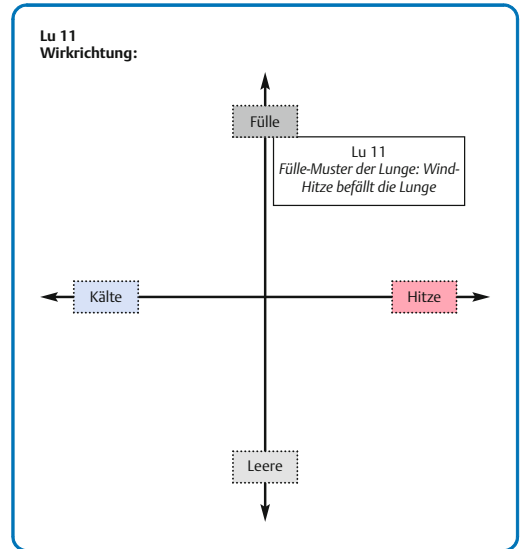 Lu 11
Wirkrichtung:
Fülle
Lu 11
Fülle-Muster der Lunge: Wind-
Hitze befällt die Lunge
Kälte
Hitze
Leere